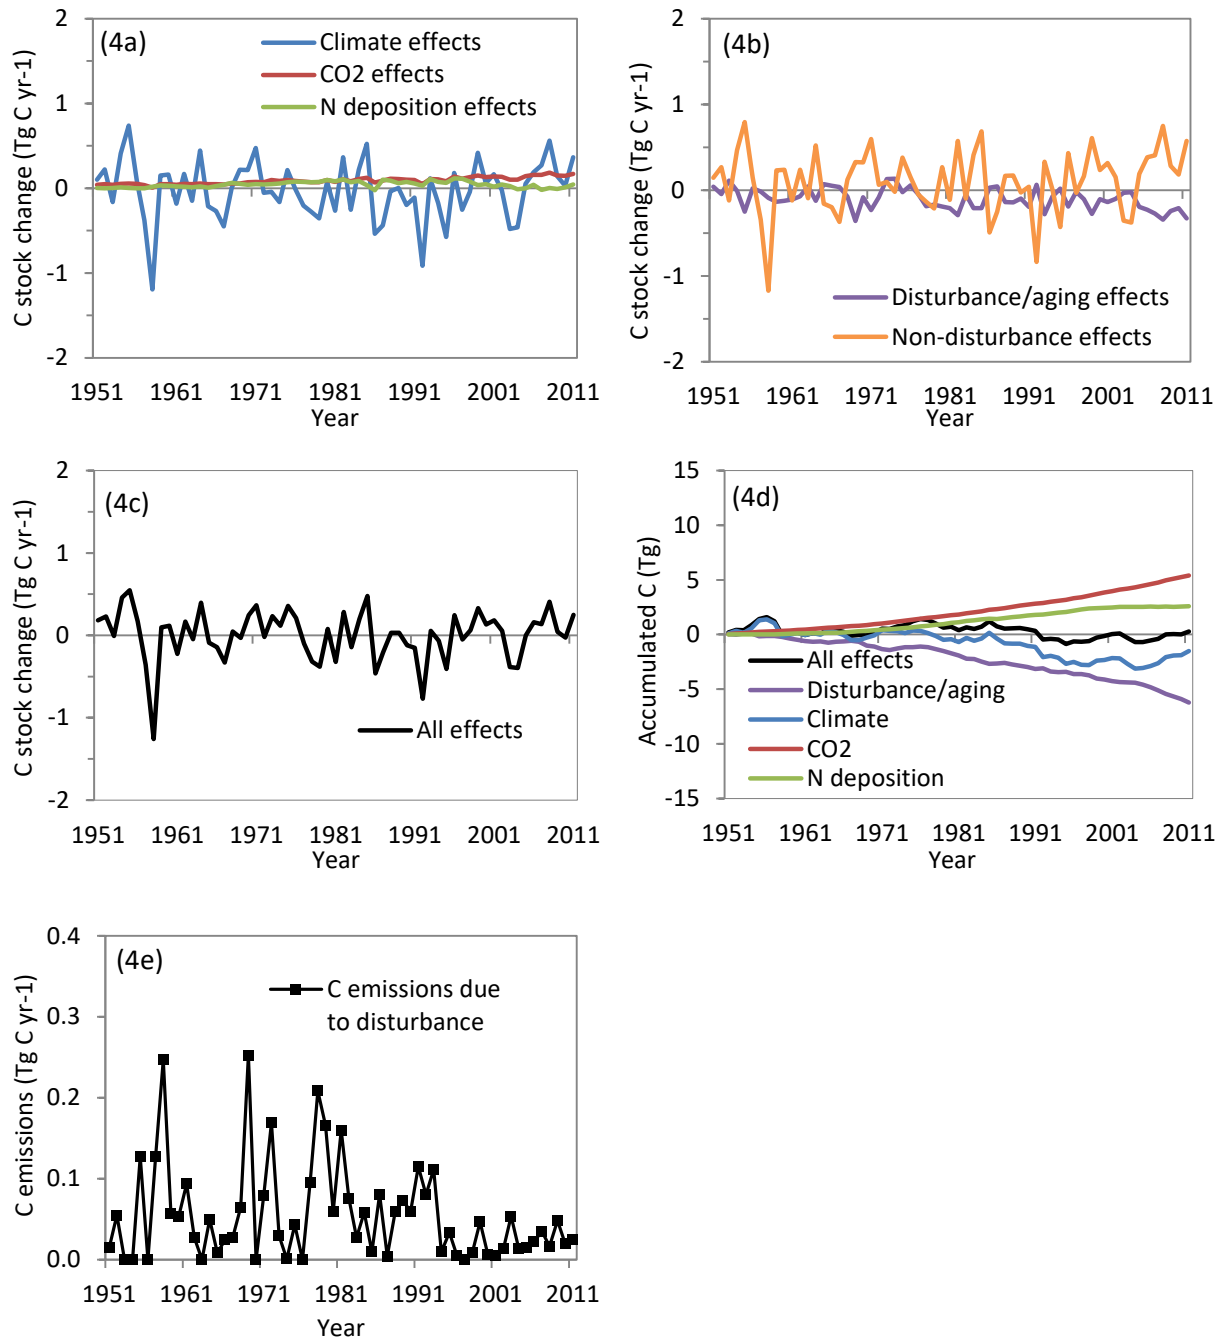 (4a)
C stock change (Tg C yr-1)
2
1
0
-1
-2
Climate effects
CO2 effects
N deposition effects
1951 1961 1971 1981 1991 2001 2011
Year
(4b)
C stock change (Tg C yr-1)
2
1
0
-1
-2
Disturbance/aging effects
Non-disturbance effects
1951 1961 1971 1981 1991 2001 2011
Year
(4c)
C stock change (Tg C yr-1)
2
1
0
-1
-2
All effects
1951 1961 1971 1981 1991 2001 2011
Year
(4d)
Accumulated C (Tg)
15
10
5
0
-5
-10
-15
All effects
Disturbance/aging
Climate
CO2
N deposition
1951 1961 1971 1981 1991 2001 2011
Year
(4e)
C emissions (Tg C yr-1)
0.4
0.3
0.2
0.1
0.0
C emissions due
to disturbance
1951 1961 1971 1981 1991 2001 2011
Year